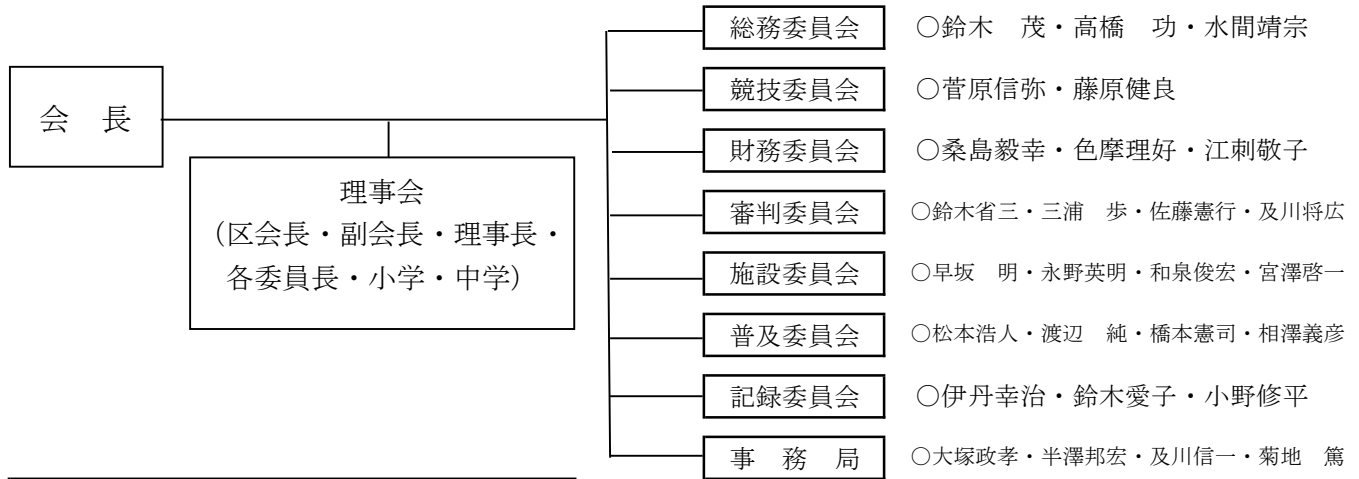 会　長
理事会
（区会長・副会長・理事長・
各委員長・小学・中学）
総務委員会　○鈴木　茂・高橋　功・水間靖宗
競技委員会　○菅原信弥・藤原健良
財務委員会　○桑島毅幸・色摩理好・江刺敬子
審判委員会　○鈴木省三・三浦　歩・佐藤憲行・及川将広
施設委員会　○早坂　明・永野英明・和泉俊宏・宮澤啓一
普及委員会　○松本浩人・渡辺　純・橋本憲司・相澤義彦
記録委員会　○伊丹幸治・鈴木愛子・小野修平
事　務　局　○大塚政孝・半澤邦宏・及川信一・菊地　篤